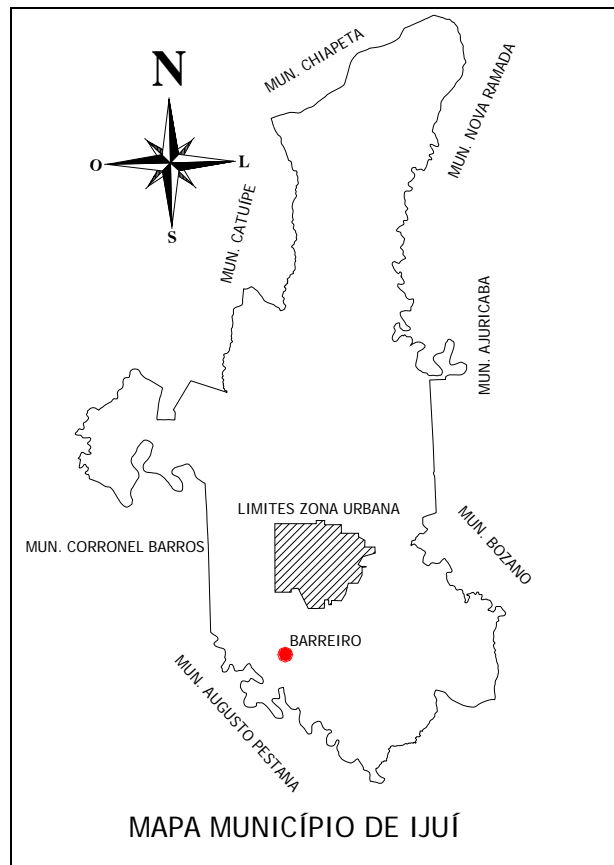 MUN. CHIAPETA
N
MUN. NOVA RAMADA
O
L
S
MUN. CATUÍPE
MUN. AJURICABA
LIMITES ZONA URBANA
MUN. BOZANO
MUN. CORRONEL BARROS
BARREIRO
MUN. AUGUSTO PESTANA
MAPA MUNICÍPIO DE IJUÍ